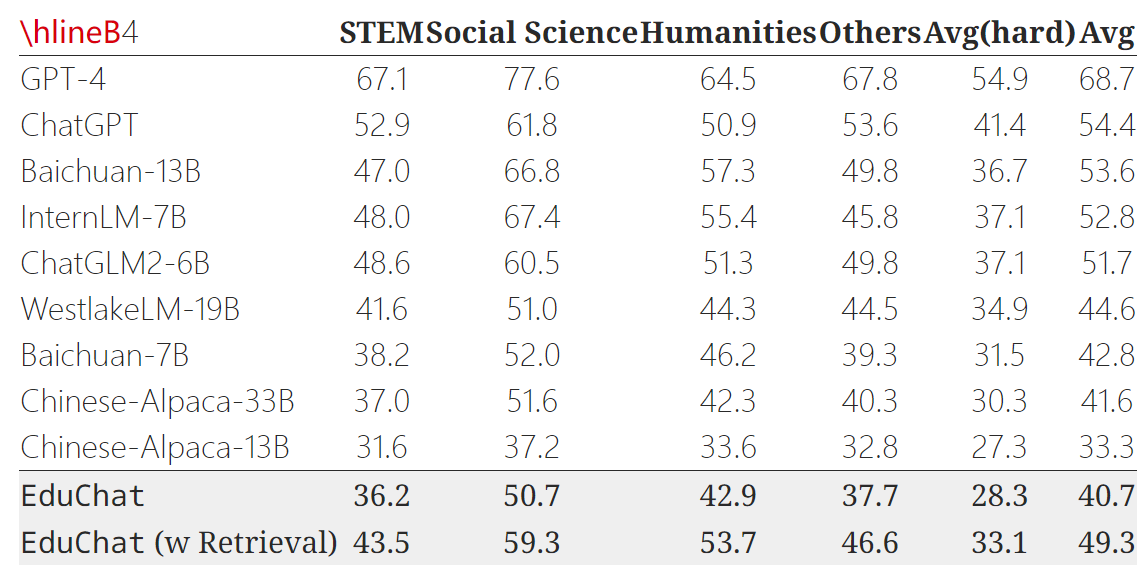 \hlineB4 STEM Social Science Humanities Others Avg(hard) Avg
GPT-4 67.1 77.6 64.5 67.8 54.9 68.7
ChatGPT 52.9 61.8 50.9 53.6 41.4 54.4
Baichuan-13B 47.0 66.8 57.3 49.8 36.7 53.6
InternLM-7B 48.0 67.4 55.4 45.8 37.1 52.8
ChatGLM2-6B 48.6 60.5 51.3 49.8 37.1 51.7
WestlakeLM-19B 41.6 51.0 44.3 44.5 34.9 44.6
Baichuan-7B 38.2 52.0 46.2 39.3 31.5 42.8
Chinese-Alpaca-33B 37.0 51.6 42.3 40.3 30.3 41.6
Chinese-Alpaca-13B 31.6 37.2 33.6 32.8 27.3 33.3
EduChat 36.2 50.7 42.9 37.7 28.3 40.7
EduChat (w Retrieval) 43.5 59.3 53.7 46.6 33.1 49.3